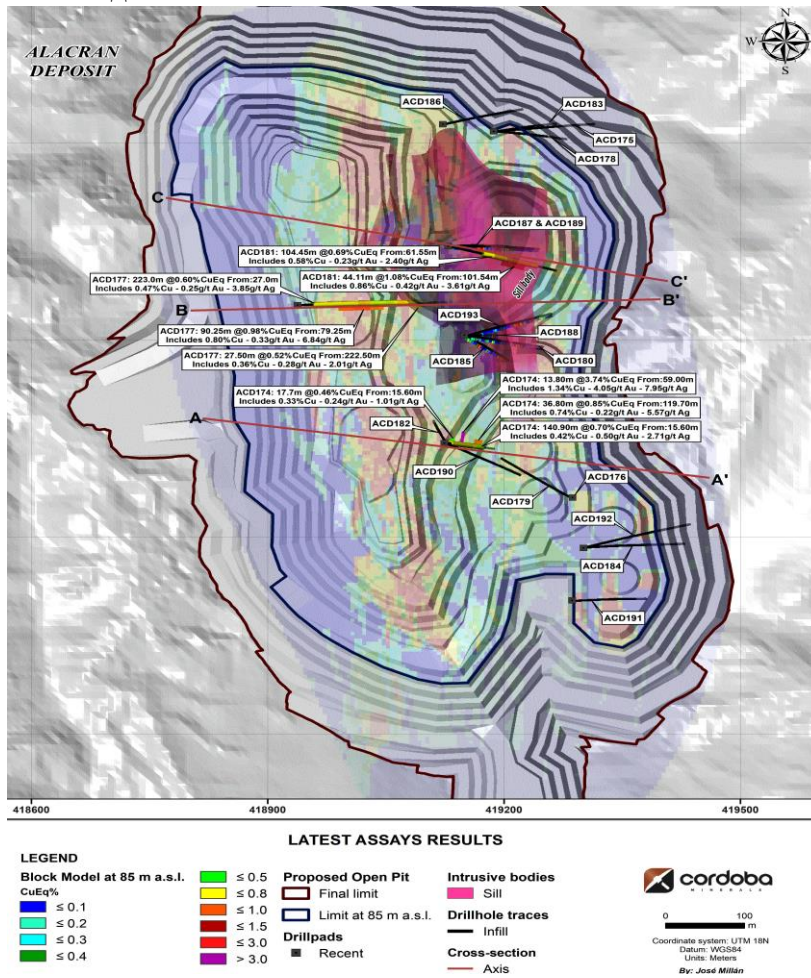 ALACRAN
DEPOSIT
N
W
E
S
ACD186
ACD183
ACD175
ACD178
C
ACD187 & ACD189
ACD181: 104.45m @0.69%CuEq From:61.55m
Includes 0.58%Cu - 0.23g/t Au - 2.40g/t Ag
ACD177: 223.0m @0.60%CuEq From:27.0m
Includes 0.47%Cu - 0.25g/t Au - 3.85g/t Ag
ACD181: 44.11m @1.08%CuEq From:101.54m
Includes 0.86%Cu - 0.42g/t Au - 3.61g/t Ag
Sill body
C'
B
B'
ACD193
ACD188
ACD177: 90.25m @0.98%CuEq From:79.25m
Includes 0.80%Cu - 0.33g/t Au - 6.84g/t Ag
ACD177: 27.50m @0.52%CuEq From:222.50m
Includes 0.36%Cu - 0.28g/t Au - 2.01g/t Ag
ACD185
ACD180
ACD174: 13.80m @3.74%CuEq From:59.00m
Includes 1.34%Cu - 4.05g/t Au - 7.95g/t Ag
ACD174: 17.7m @0.46%CuEq From:15.60m
Includes 0.33%Cu - 0.24g/t Au - 1.01g/t Ag
ACD174: 36.80m @0.85%CuEq From:119.70m
Includes 0.74%Cu - 0.22g/t Au - 5.57g/t Ag
A
ACD182
ACD174: 140.90m @0.70%CuEq From:15.60m
Includes 0.42%Cu - 0.50g/t Au - 2.71g/t Ag
ACD190
ACD179
ACD176
A'
ACD192
ACD184
ACD191
418600 418900 419200 419500
LATEST ASSAYS RESULTS
LEGEND
Block Model at 85 m a.s.l.
CuEq%
≤ 0.1
≤ 0.2
≤ 0.3
≤ 0.4
≤ 0.5
≤ 0.8
≤ 1.0
≤ 1.5
≤ 3.0
> 3.0
Proposed Open Pit
Final limit
Limit at 85 m a.s.l.
Drillpads
Recent
Intrusive bodies
Sill
Drillhole traces
Infill
Cross-section
Axis
cordoba
MINERALS
0 100
m
Coordinate system: UTM 18N
Datum: WGS84
Units: Meters
By: José Millán